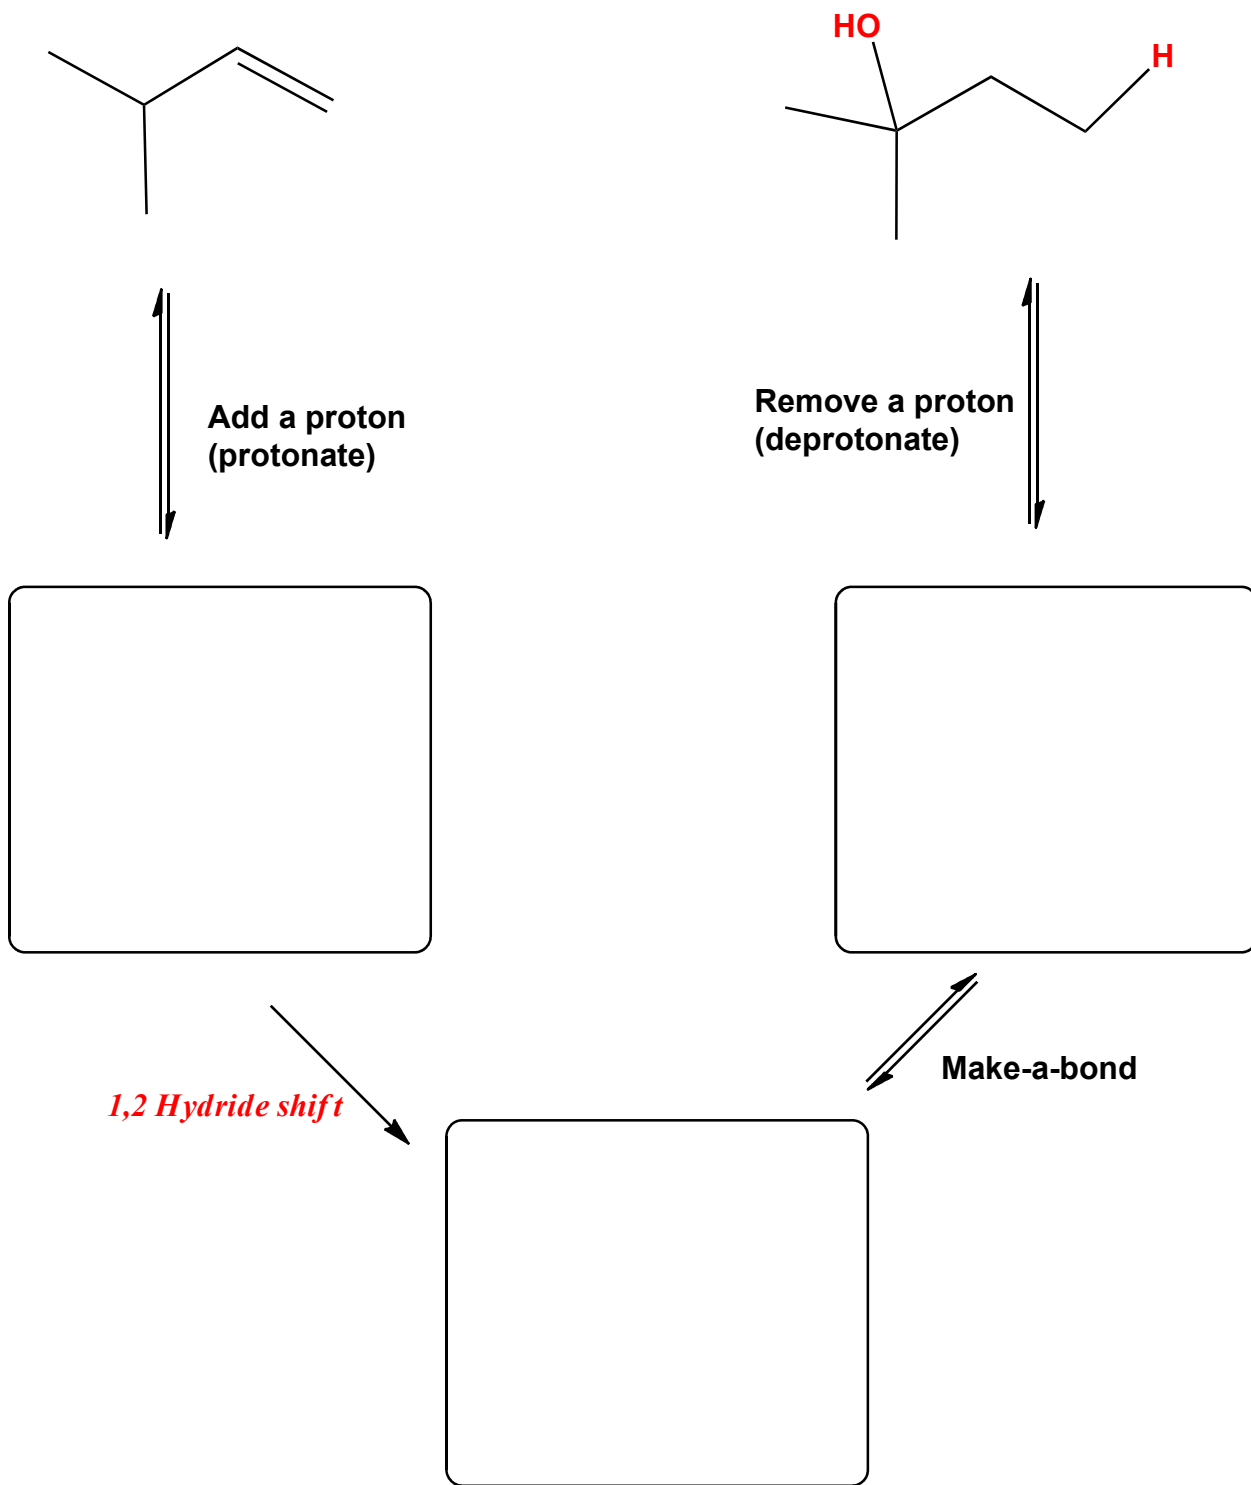 HO
H
Add a proton
(protonate)
Remove a proton
(deprotonate)
Make-a-bond
1,2 Hydride shift